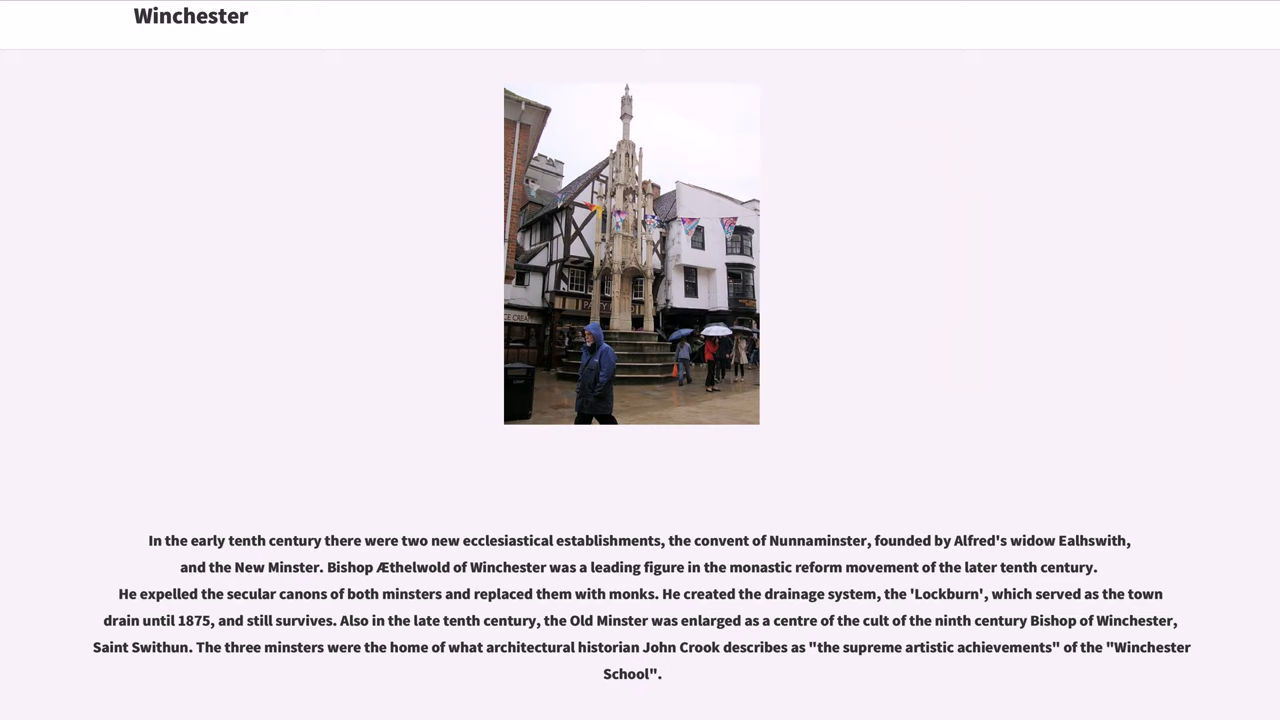 Winchester
ICE CREAM
In the early tenth century there were two new ecclesiastical establishments, the convent of Nunnaminster, founded by Alfred's widow Ealhswith,
and the New Minster. Bishop Æthelwold of Winchester was a leading figure in the monastic reform movement of the later tenth century.
He expelled the secular canons of both minsters and replaced them with monks. He created the drainage system, the 'Lockburn', which served as the town
drain until 1875, and still survives. Also in the late tenth century, the Old Minster was enlarged as a centre of the cult of the ninth century Bishop of Winchester,
Saint Swithun. The three minsters were the home of what architectural historian John Crook describes as "the supreme artistic achievements" of the "Winchester
School".